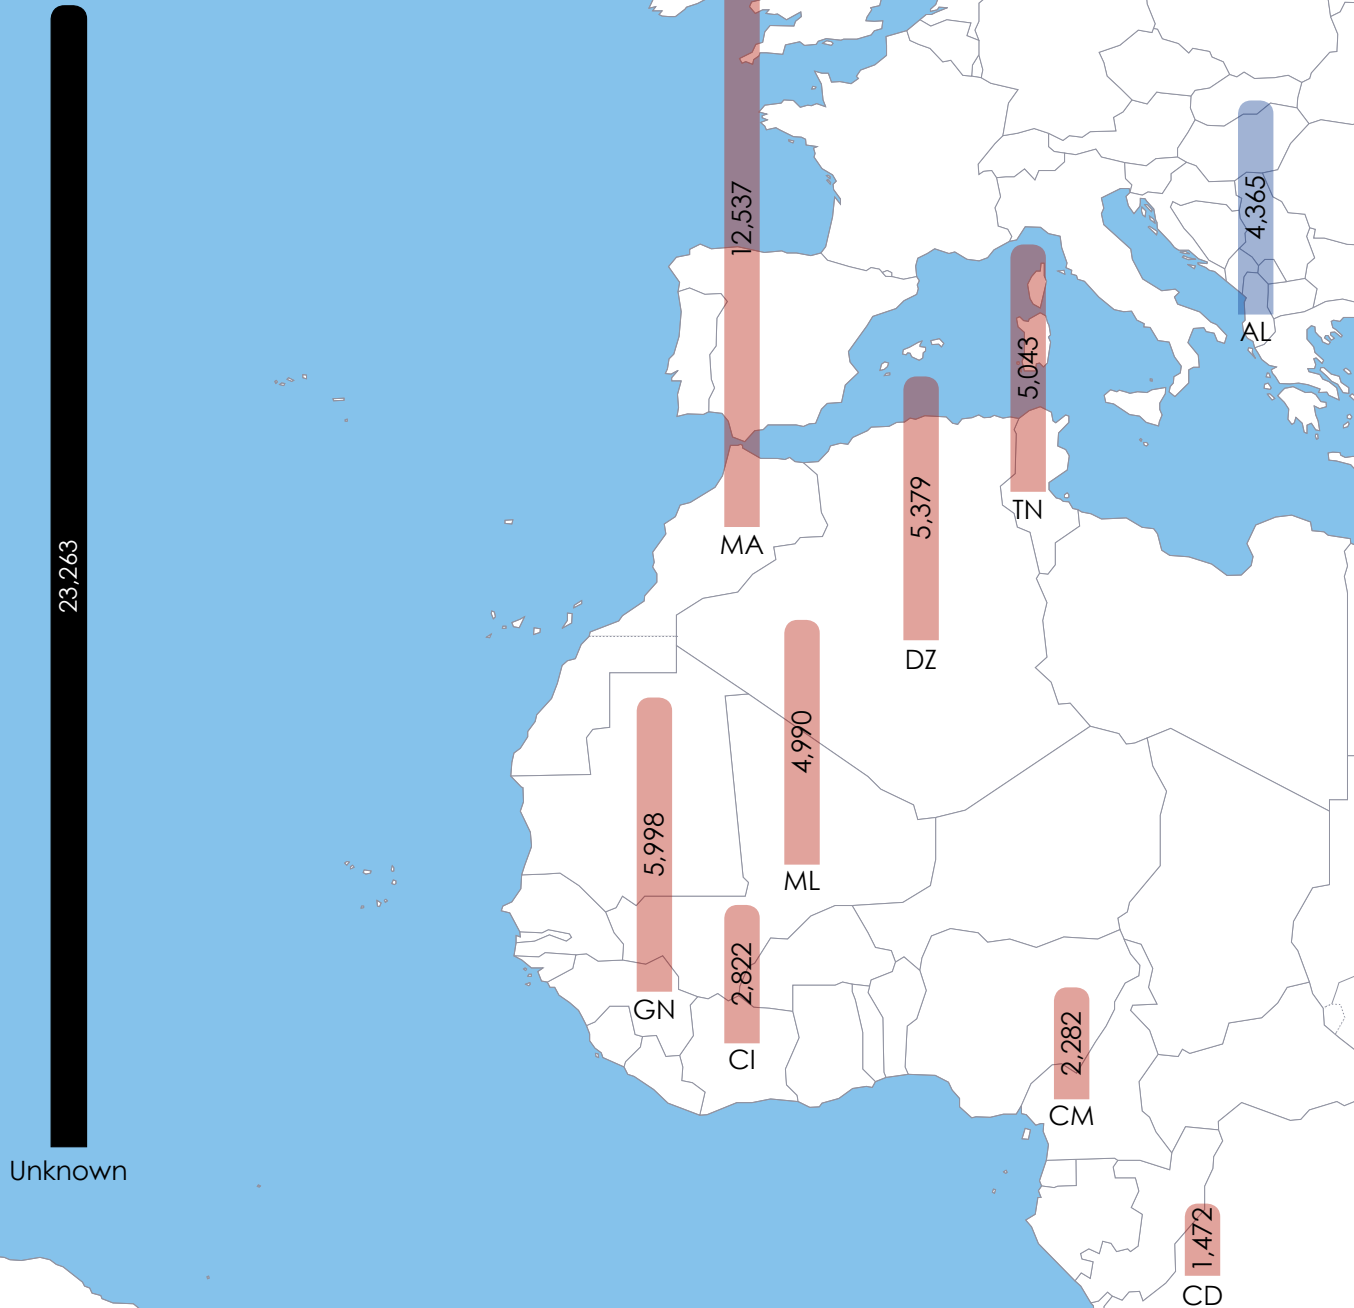 12,537
4,365
AL
5,043
TN
MA
5,379
DZ
23,263
4,990
ML
5,998
GN
2,822
CI
2,282
CM
Unknown
1,472
CD